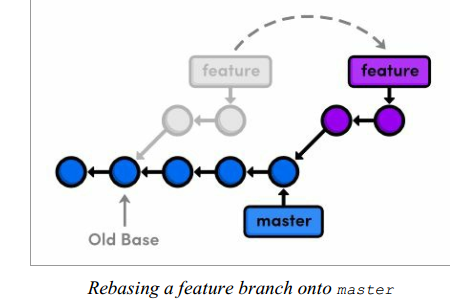 feature
feature
master
Old Base
Rebasing a feature branch onto master